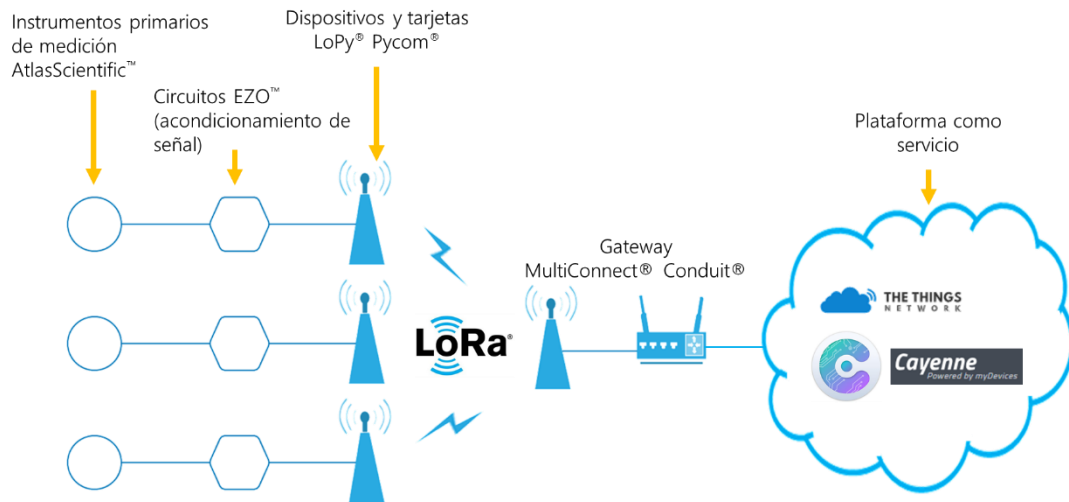 Instrumentos primarios
de medición
AtlasScientific™
Dispositivos y tarjetas
LoPy® Pycom®
Circuitos EZO™
(acondicionamiento de
señal)
Plataforma como
servicio
Gateway
MultiConnect® Conduit®
LoRa®
THE THINGS
NETWORK
Cayenne
Powered by myDevices